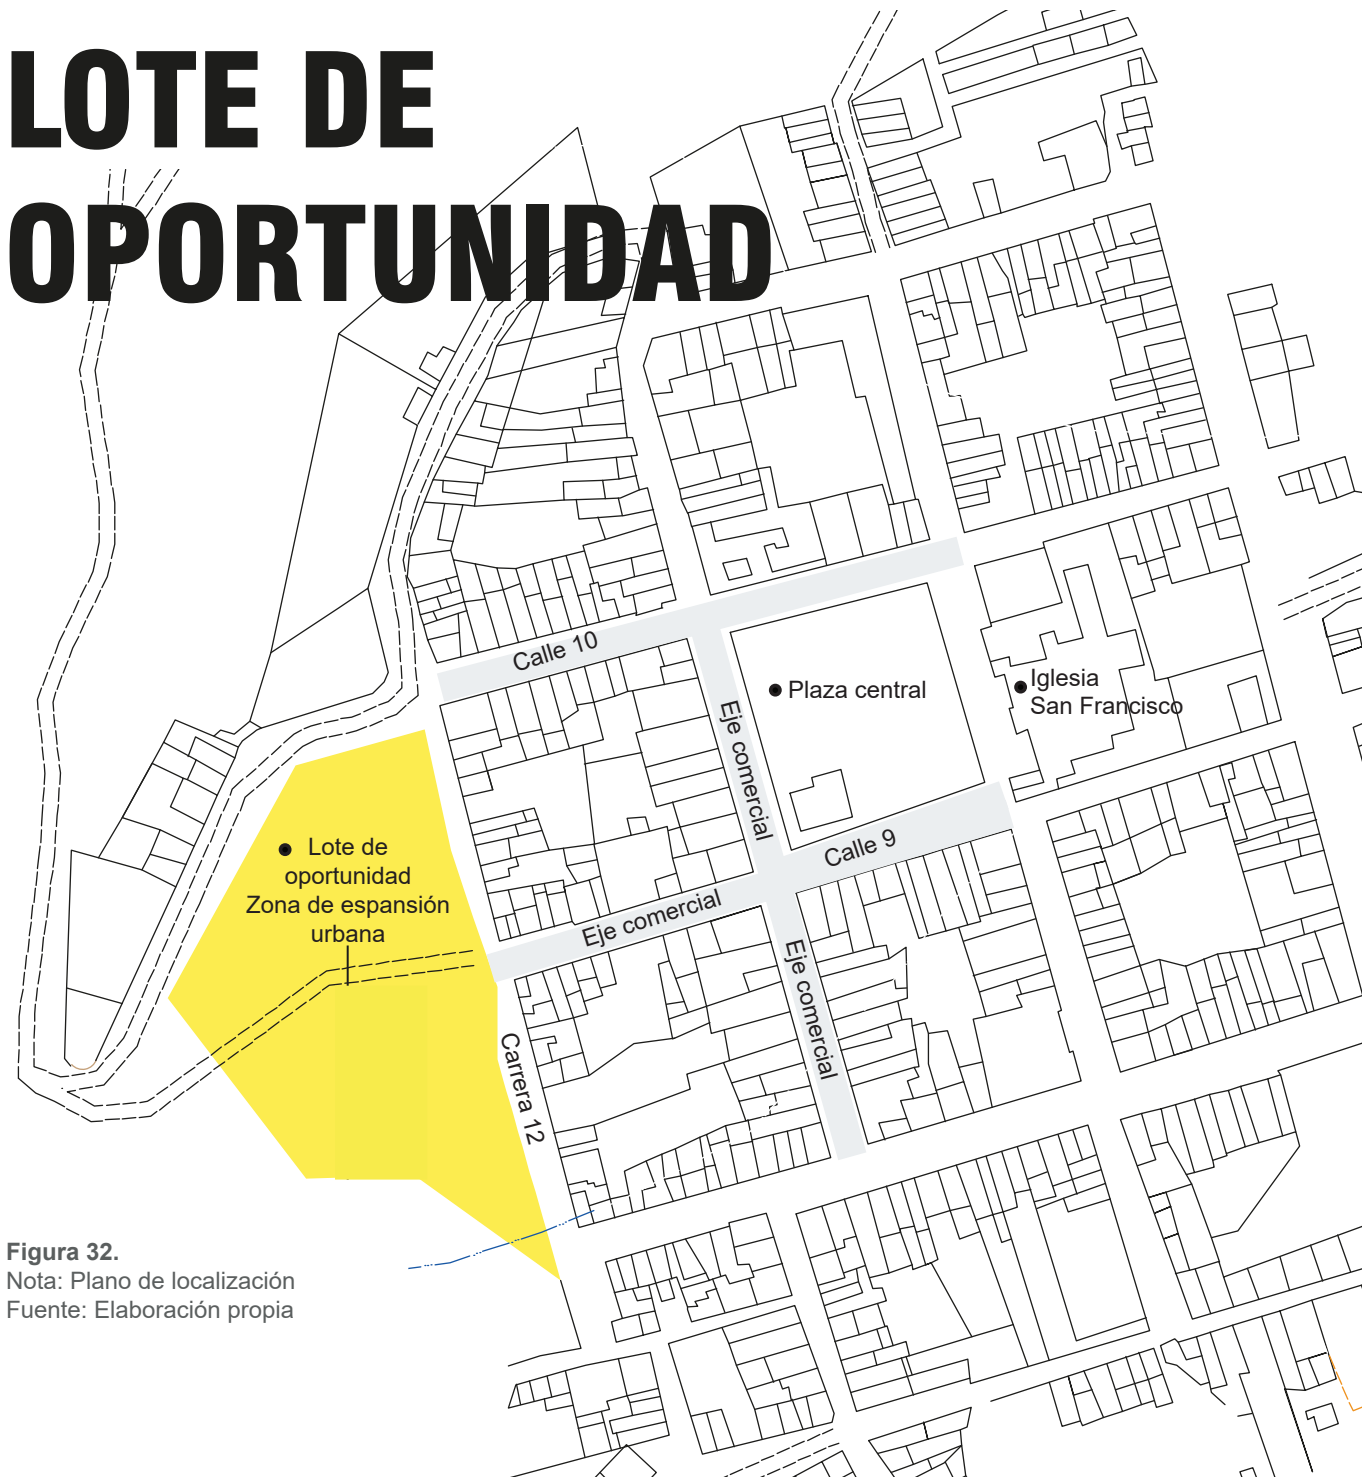 LOTE DE
OPORTUNIDAD
Calle 10
Plaza central
Iglesia
San Francisco
Eje comercial
Calle 9
Lote de
oportunidad
Zona de espansión
urbana
Eje comercial
Eje comercial
Carrera 12
Figura 32.
Nota: Plano de localización
Fuente: Elaboración propia